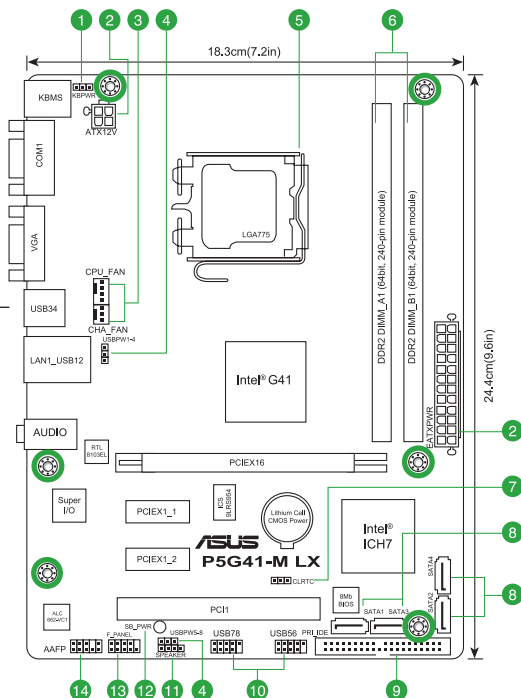 1 2 3 4 5 6
18.3cm(7.2in)
KBMS
KBPWR
ATX12V
COM1
VGA
LGA775
DDR2 DIMM_A1 (64bit, 240-pin module)
DDR2 DIMM_B1 (64bit, 240-pin module)
24.4cm(9.6in)
CPU_FAN
CHA_FAN
USB34
USBPW1-4
LAN1_USB12
Intel® G41
EATXPWR
2
AUDIO
RTL
8103EL
PCIEX16
7
Super
I/O
PCIEX1_1
ICS
9LRS954
Lithium Cell
CMOS Power
Intel®
ICH7
8
ASUS
P5G41-M LX
PCIEX1_2
CLRTC
SATA4
8Mb
BIOS
SATA1 SATA3
SATA2
8
ALC
662-VC1
PCI1
SB_PWR
AAFP
F_PANEL
USBPW5-8
SPEAKER
USB78
USB56
PRI_IDE
14 13 12 11 4 10 9